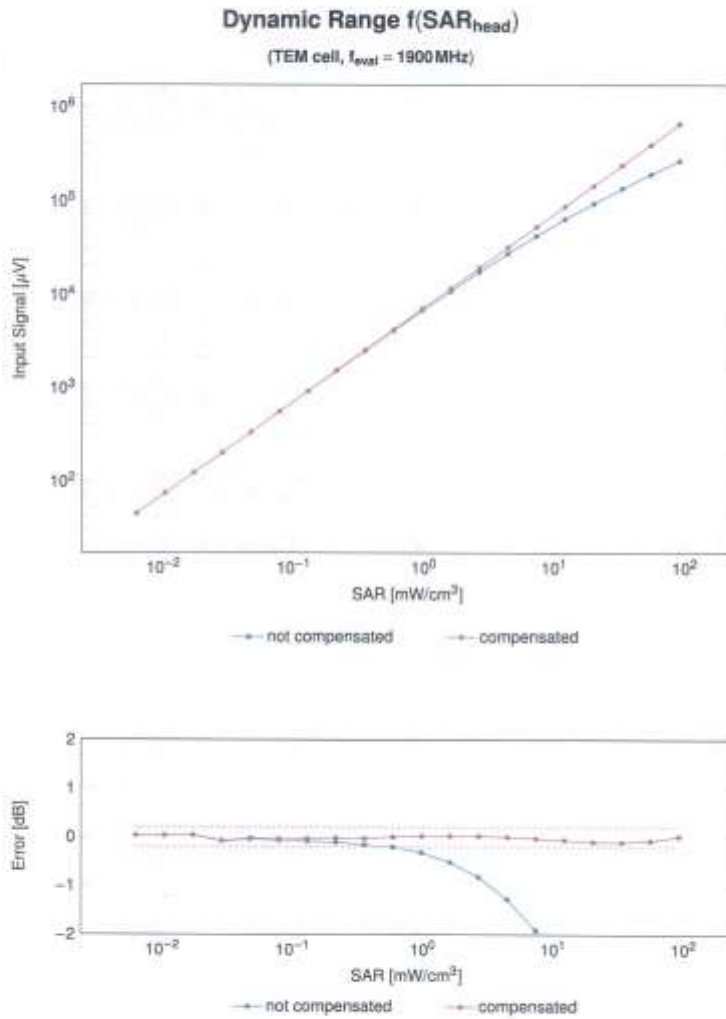 Dynamic Range f(SAR_head)
(TEM cell, f_eval = 1900 MHz)
10⁶
10⁵
10⁴
10³
10²
Input Signal [µV]
10⁻² 10⁻¹ 10⁰ 10¹ 10²
SAR [mW/cm³]
not compensated compensated
2
1
0
−1
−2
Error [dB]
10⁻² 10⁻¹ 10⁰ 10¹ 10²
SAR [mW/cm³]
not compensated compensated